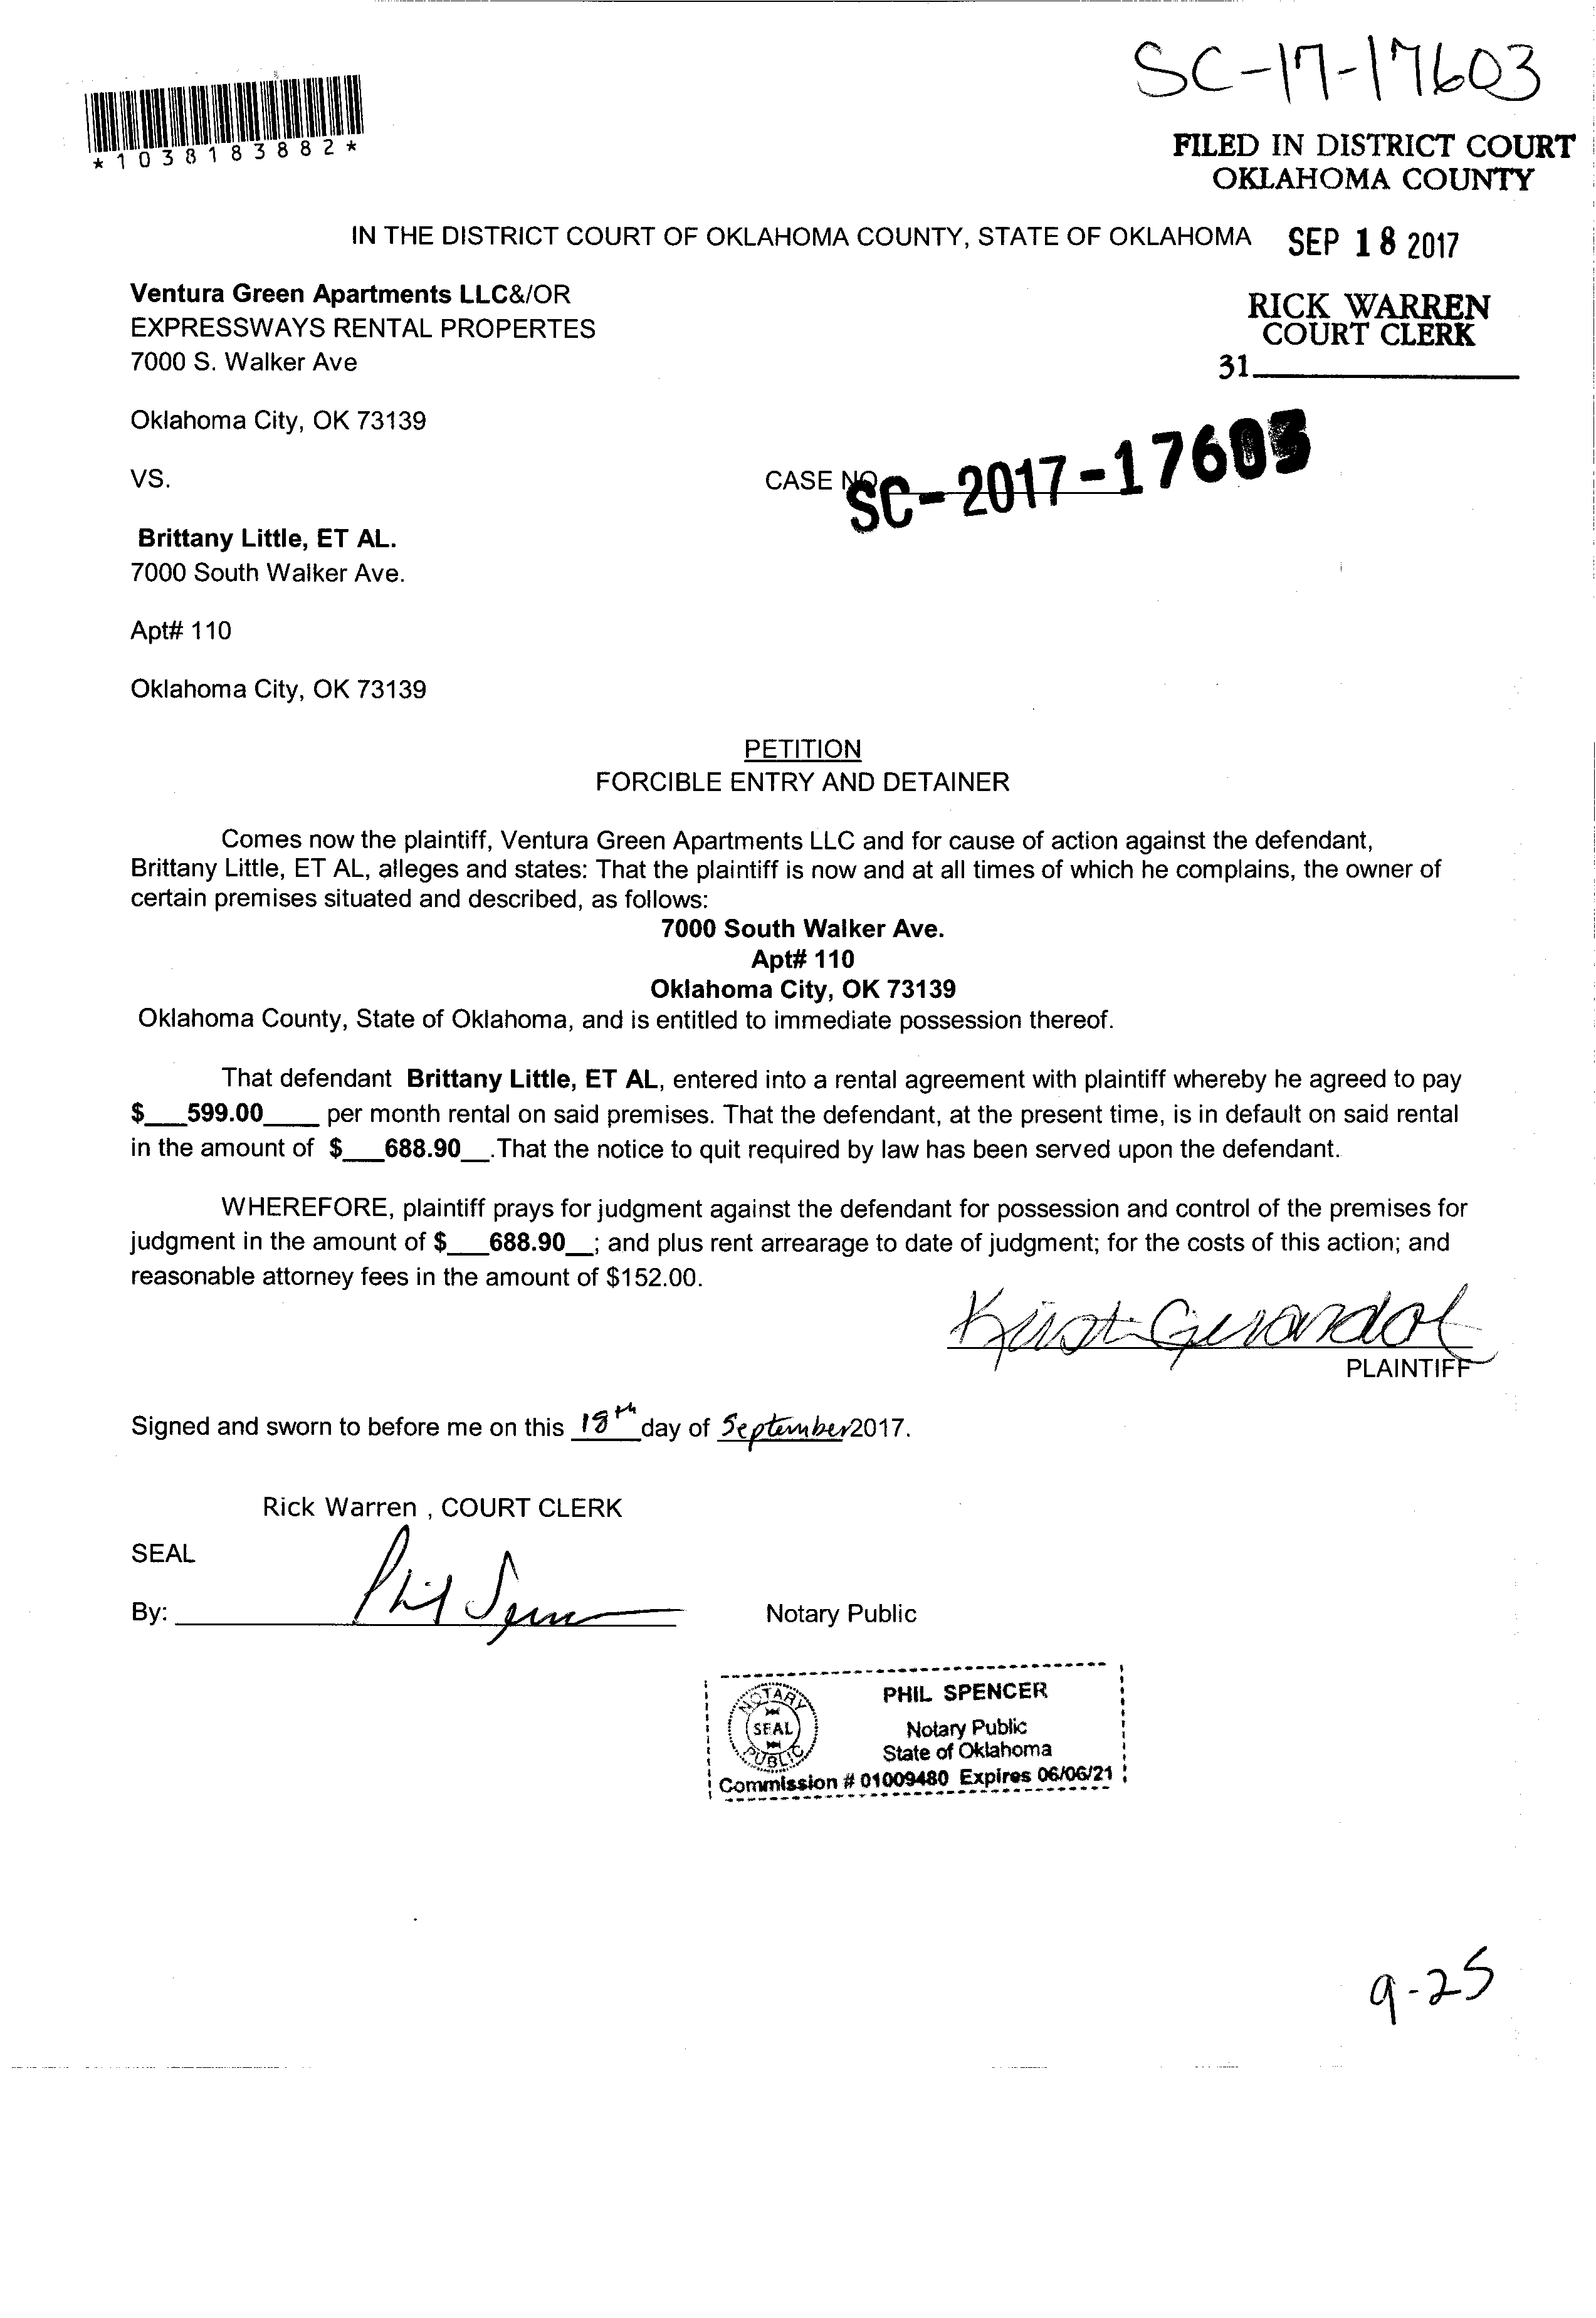 SC-17-17603
*1038183882*
FILED IN DISTRICT COURT
OKLAHOMA COUNTY
IN THE DISTRICT COURT OF OKLAHOMA COUNTY, STATE OF OKLAHOMA
SEP 18 2017
Ventura Green Apartments LLC&/OR
EXPRESSWAYS RENTAL PROPERTES
7000 S. Walker Ave
RICK WARREN
COURT CLERK
31
Oklahoma City, OK 73139
VS.
CASE NO.
SC-2017-17603
Brittany Little, ET AL.
7000 South Walker Ave.
Apt# 110
Oklahoma City, OK 73139
PETITION
FORCIBLE ENTRY AND DETAINER
Comes now the plaintiff, Ventura Green Apartments LLC and for cause of action against the defendant,
Brittany Little, ET AL, alleges and states: That the plaintiff is now and at all times of which he complains, the owner of
certain premises situated and described, as follows:
7000 South Walker Ave.
Apt# 110
Oklahoma City, OK 73139
Oklahoma County, State of Oklahoma, and is entitled to immediate possession thereof.
That defendant Brittany Little, ET AL, entered into a rental agreement with plaintiff whereby he agreed to pay
$___599.00____ per month rental on said premises. That the defendant, at the present time, is in default on said rental
in the amount of $___688.90__.That the notice to quit required by law has been served upon the defendant.
WHEREFORE, plaintiff prays for judgment against the defendant for possession and control of the premises for
judgment in the amount of $___688.90__; and plus rent arrearage to date of judgment; for the costs of this action; and
reasonable attorney fees in the amount of $152.00.
PLAINTIFF
Signed and sworn to before me on this 18th day of September 2017.
Rick Warren , COURT CLERK
SEAL
By: Phil Spencer
Notary Public
NOTARY
SEAL
PUBLIC
PHIL SPENCER
Notary Public
State of Oklahoma
Commission # 01009480 Expires 06/06/21
9-25